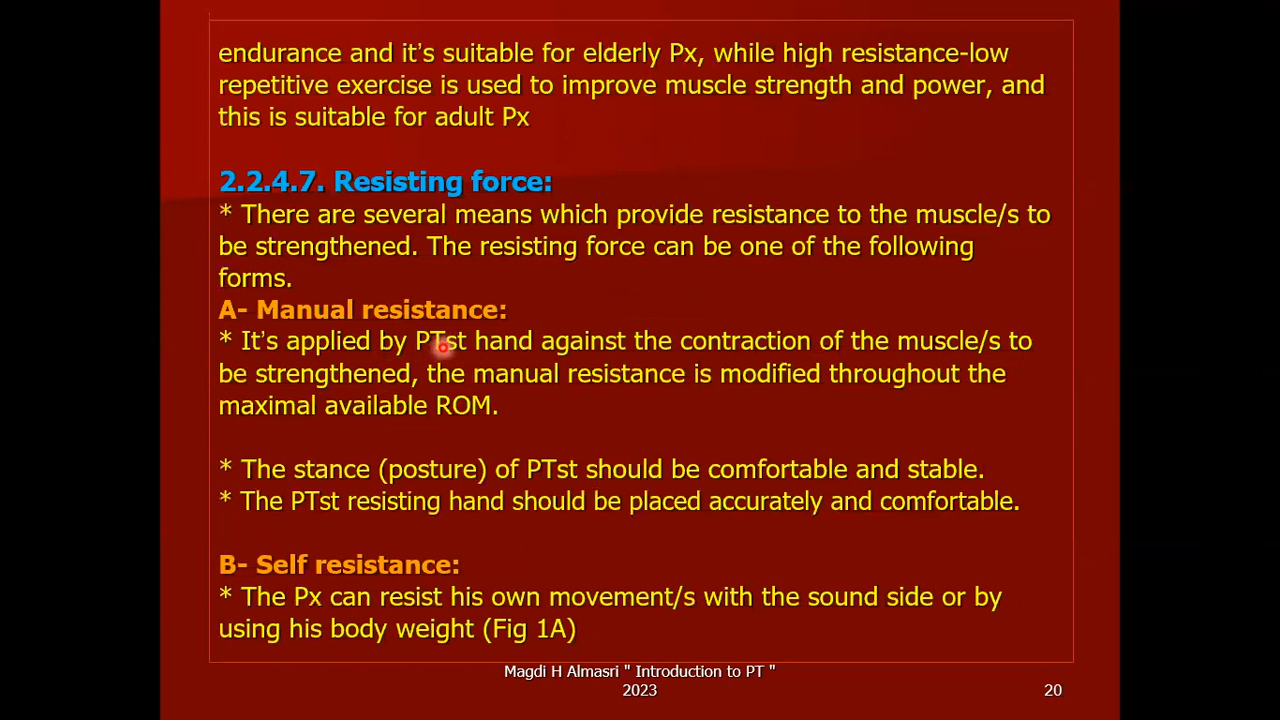 endurance and it's suitable for elderly Px, while high resistance-low
repetitive exercise is used to improve muscle strength and power, and
this is suitable for adult Px
2.2.4.7. Resisting force:
* There are several means which provide resistance to the muscle/s to
be strengthened. The resisting force can be one of the following
forms.
A- Manual resistance:
* It's applied by PTst hand against the contraction of the muscle/s to
be strengthened, the manual resistance is modified throughout the
maximal available ROM.
* The stance (posture) of PTst should be comfortable and stable.
* The PTst resisting hand should be placed accurately and comfortable.
B- Self resistance:
* The Px can resist his own movement/s with the sound side or by
using his body weight (Fig 1A)
Magdi H Almasri " Introduction to PT "
2023
20